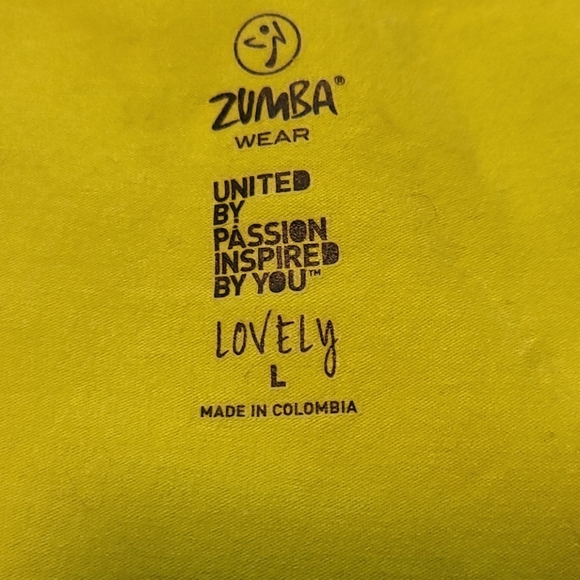 ZUMBA®
WEAR
UNITED
BY
PASSION
INSPIRED
BY YOU™
LOVELY
L
MADE IN COLOMBIA